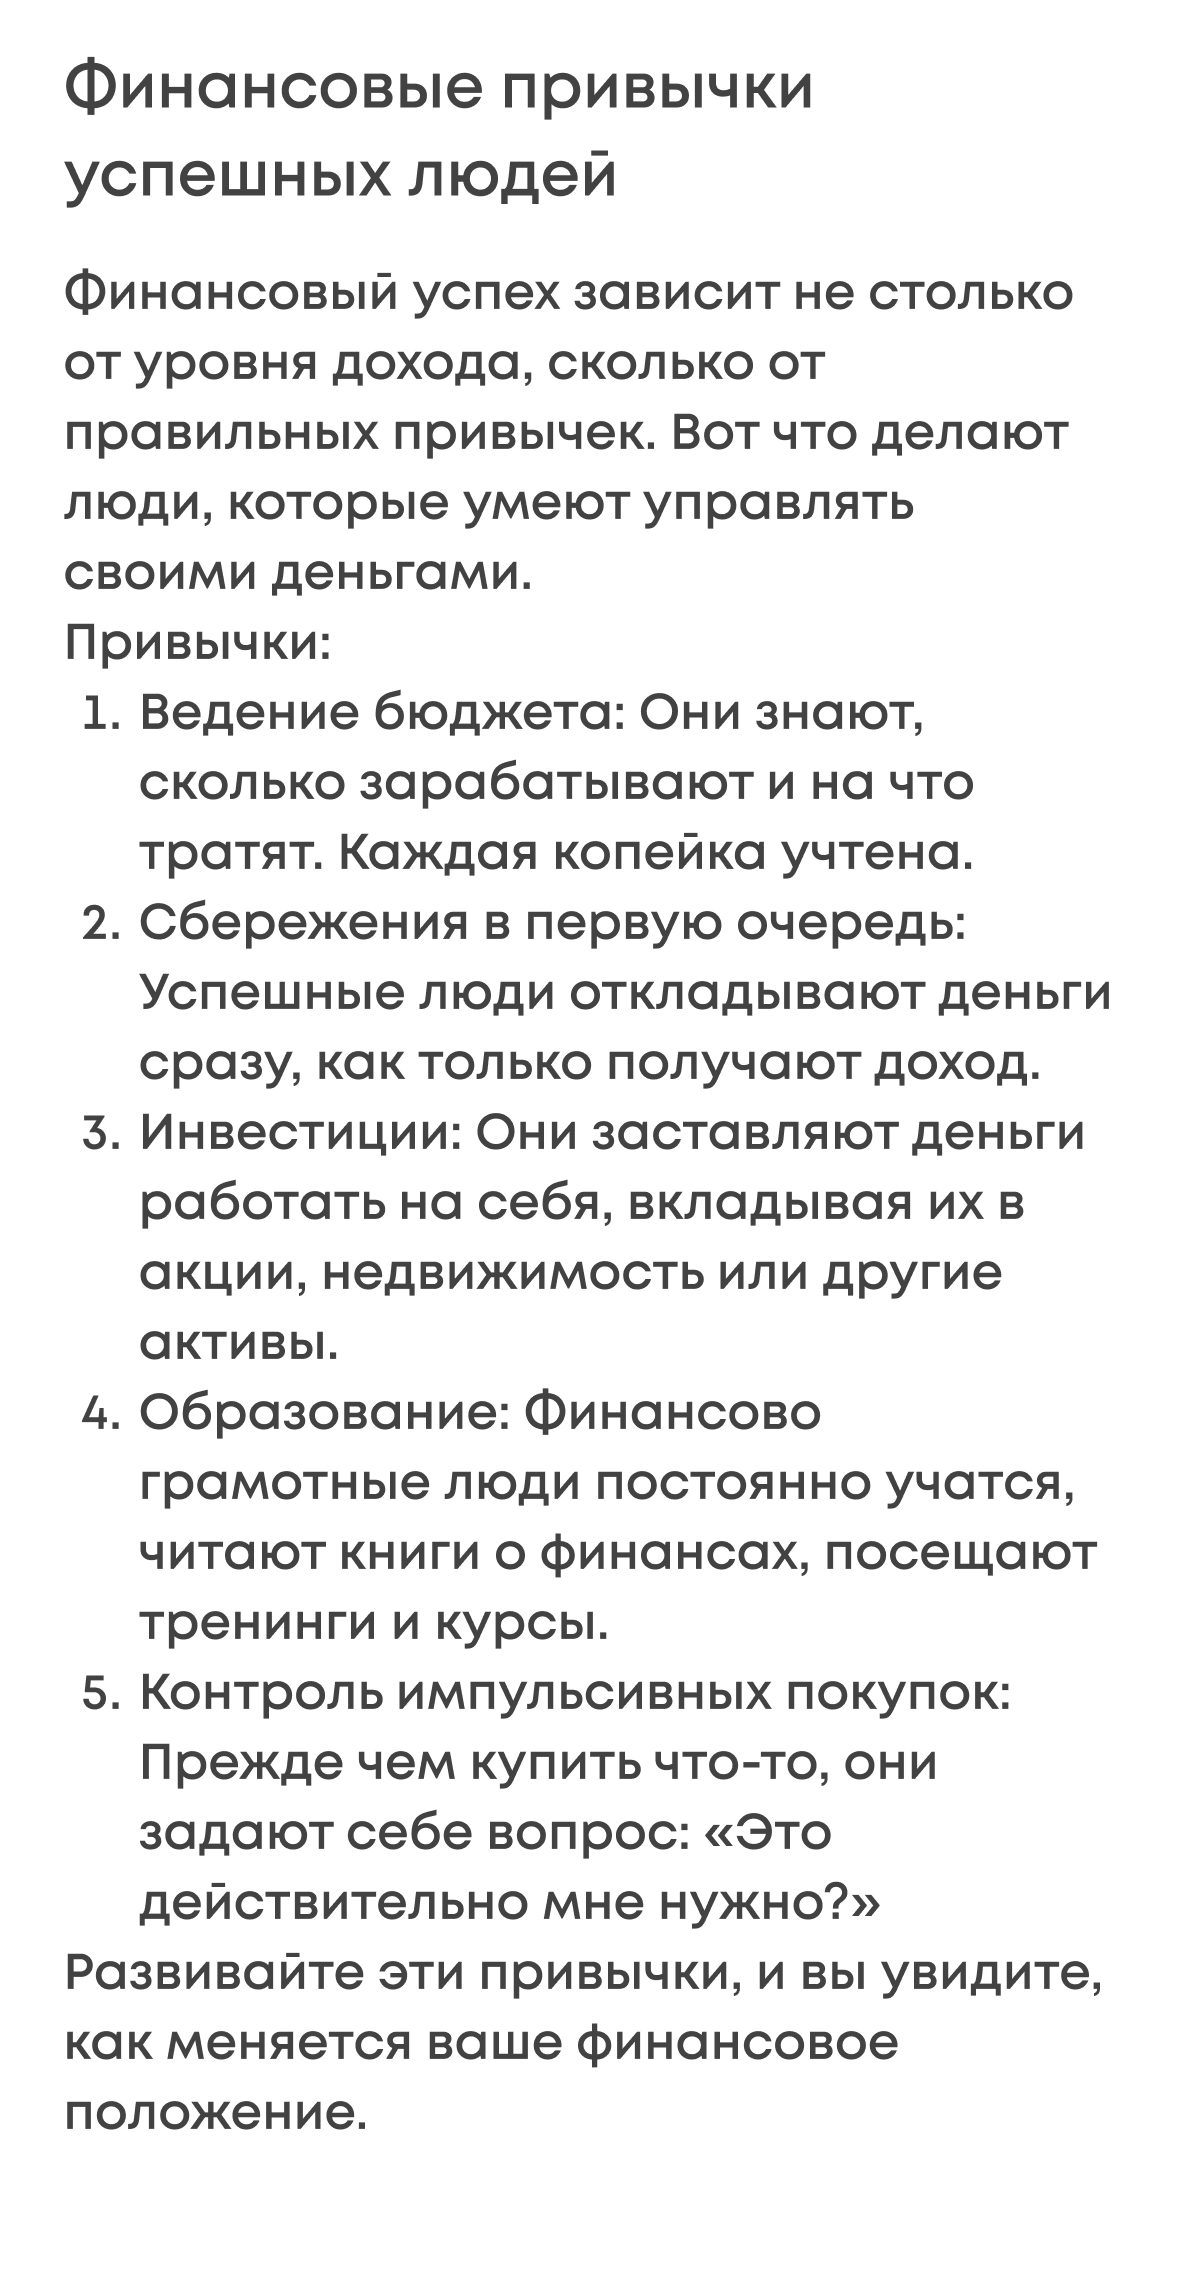 Финансовые привычки
успешных людей
Финансовый успех зависит не столько
от уровня дохода, сколько от
правильных привычек. Вот что делают
люди, которые умеют управлять
своими деньгами.
Привычки:
1. Ведение бюджета: Они знают,
сколько зарабатывают и на что
тратят. Каждая копейка учтена.
2. Сбережения в первую очередь:
Успешные люди откладывают деньги
сразу, как только получают доход.
3. Инвестиции: Они заставляют деньги
работать на себя, вкладывая их в
акции, недвижимость или другие
активы.
4. Образование: Финансово
грамотные люди постоянно учатся,
читают книги о финансах, посещают
тренинги и курсы.
5. Контроль импульсивных покупок:
Прежде чем купить что-то, они
задают себе вопрос: «Это
действительно мне нужно?»
Развивайте эти привычки, и вы увидите,
как меняется ваше финансовое
положение.